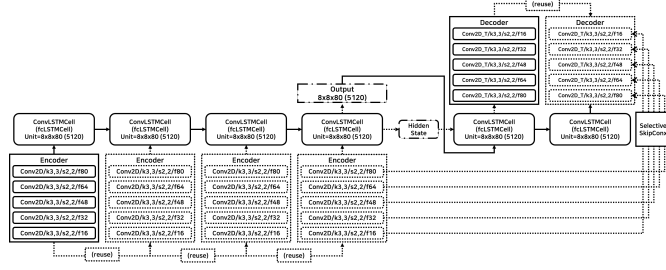 (reuse)
Decoder
Conv2D_T/k3,3/s2,2/f16
Conv2D_T/k3,3/s2,2/f32
Conv2D_T/k3,3/s2,2/f48
Conv2D_T/k3,3/s2,2/f64
Conv2D_T/k3,3/s2,2/f80
Decoder
Conv2D_T/k3,3/s2,2/f16
Conv2D_T/k3,3/s2,2/f32
Conv2D_T/k3,3/s2,2/f48
Conv2D_T/k3,3/s2,2/f64
Conv2D_T/k3,3/s2,2/f80
Output
8x8x80 (5120)
ConvLSTMCell
(fcLSTMCell)
Unit=8x8x80 (5120)
ConvLSTMCell
(fcLSTMCell)
Unit=8x8x80 (5120)
ConvLSTMCell
(fcLSTMCell)
Unit=8x8x80 (5120)
ConvLSTMCell
(fcLSTMCell)
Unit=8x8x80 (5120)
Hidden
State
ConvLSTMCell
(fcLSTMCell)
Unit=8x8x80 (5120)
ConvLSTMCell
(fcLSTMCell)
Unit=8x8x80 (5120)
Selective
SkipConx
Encoder
Conv2D/k3,3/s2,2/f80
Conv2D/k3,3/s2,2/f64
Conv2D/k3,3/s2,2/f48
Conv2D/k3,3/s2,2/f32
Conv2D/k3,3/s2,2/f16
Encoder
Conv2D/k3,3/s2,2/f80
Conv2D/k3,3/s2,2/f64
Conv2D/k3,3/s2,2/f48
Conv2D/k3,3/s2,2/f32
Conv2D/k3,3/s2,2/f16
Encoder
Conv2D/k3,3/s2,2/f80
Conv2D/k3,3/s2,2/f64
Conv2D/k3,3/s2,2/f48
Conv2D/k3,3/s2,2/f32
Conv2D/k3,3/s2,2/f16
Encoder
Conv2D/k3,3/s2,2/f80
Conv2D/k3,3/s2,2/f64
Conv2D/k3,3/s2,2/f48
Conv2D/k3,3/s2,2/f32
Conv2D/k3,3/s2,2/f16
(reuse)
(reuse)
(reuse)